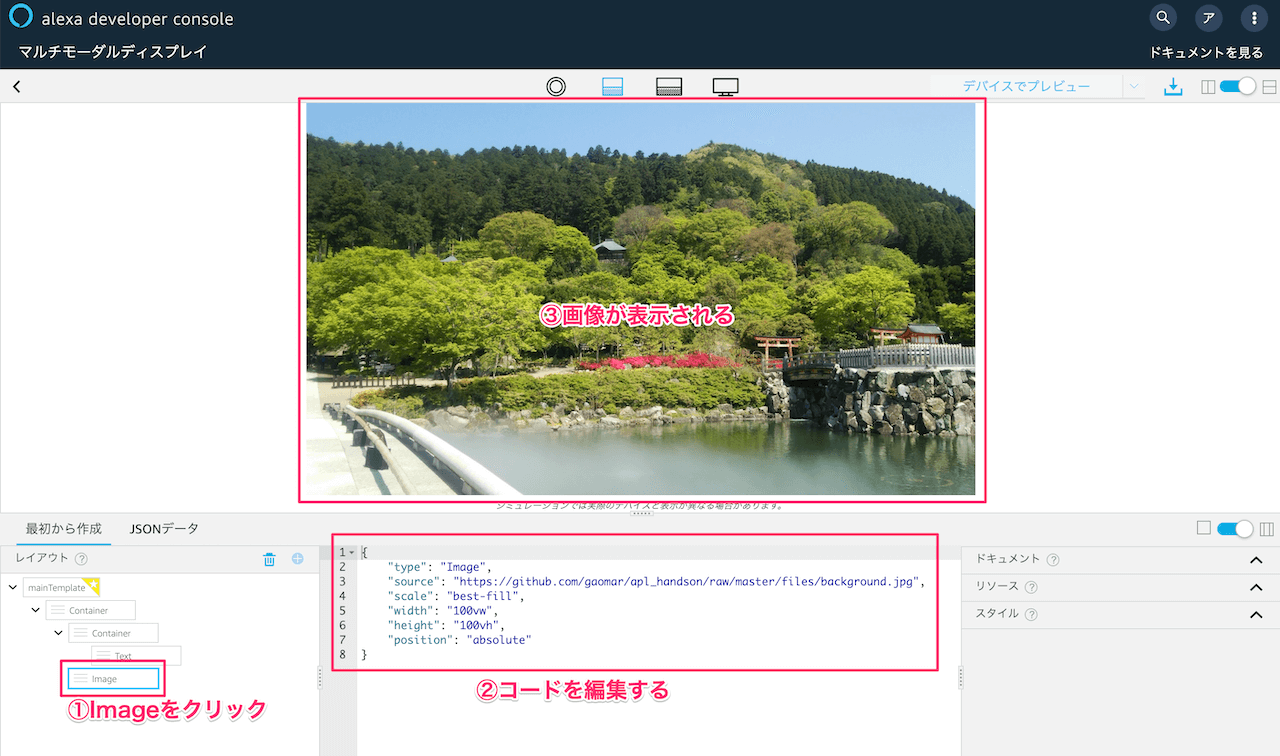 alexa developer console
ア
マルチモーダルディスプレイ
ドキュメントを見る
デバイスでプレビュー
③画像が表示される
シミュレーションでは実際のデバイスと表示が異なる場合があります。
最初から作成 JSONデータ
レイアウト ?
mainTemplate
Container
Container
Text
Image
①Imageをクリック
1 {
2 "type": "Image",
3 "source": "https://github.com/gaomar/apl_handson/raw/master/files/background.jpg",
4 "scale": "best-fill",
5 "width": "100vw",
6 "height": "100vh",
7 "position": "absolute"
8 }
②コードを編集する
ドキュメント ?
リソース ?
スタイル ?